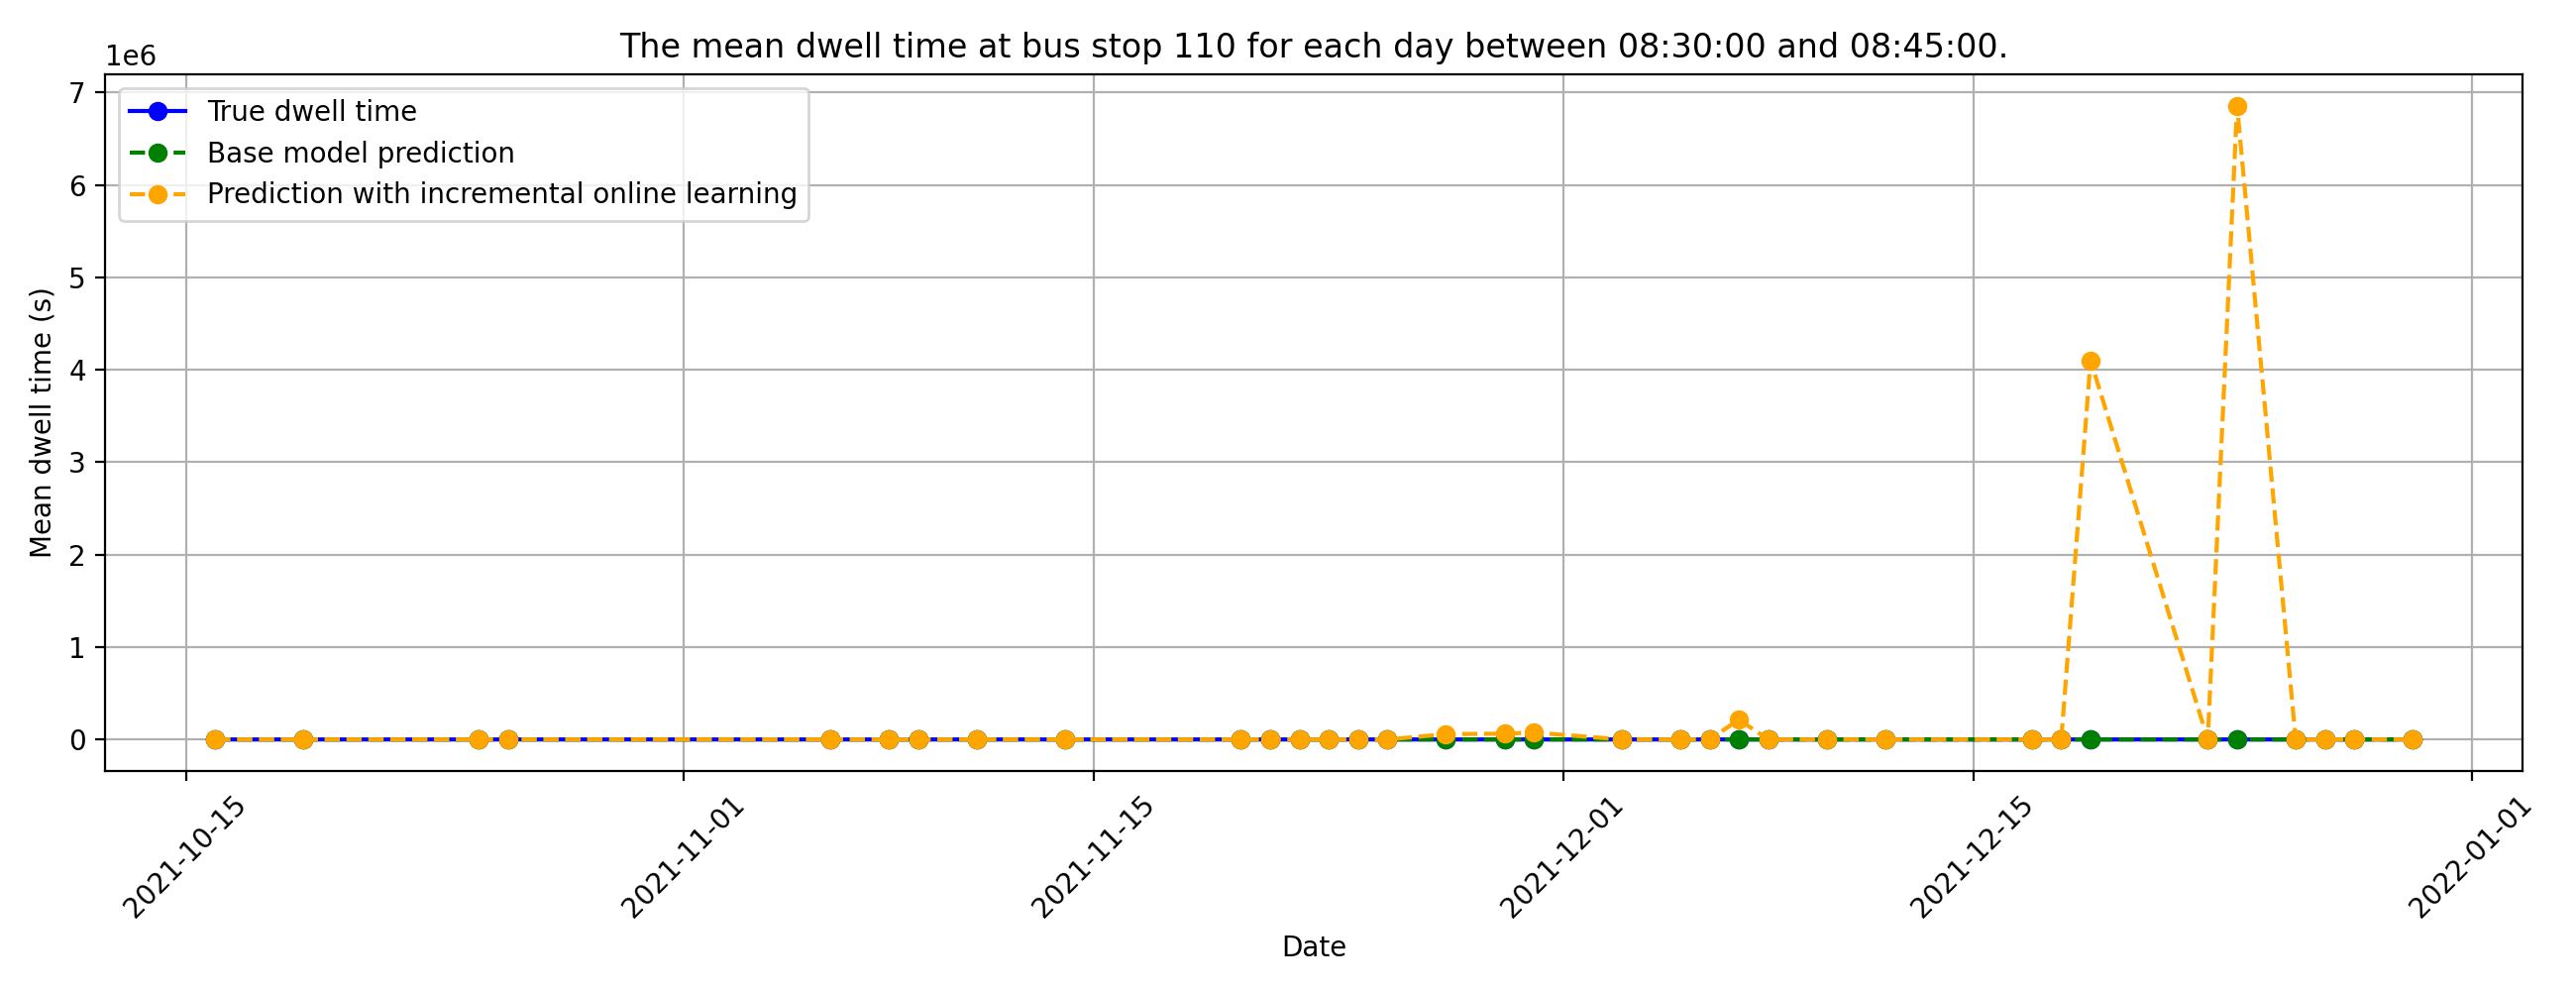 The mean dwell time at bus stop 110 for each day between 08:30:00 and 08:45:00.
1e6
7
6
5
4
3
2
1
0
Mean dwell time (s)
True dwell time
Base model prediction
Prediction with incremental online learning
2021-10-15
2021-11-01
2021-11-15
2021-12-01
2021-12-15
2022-01-01
Date